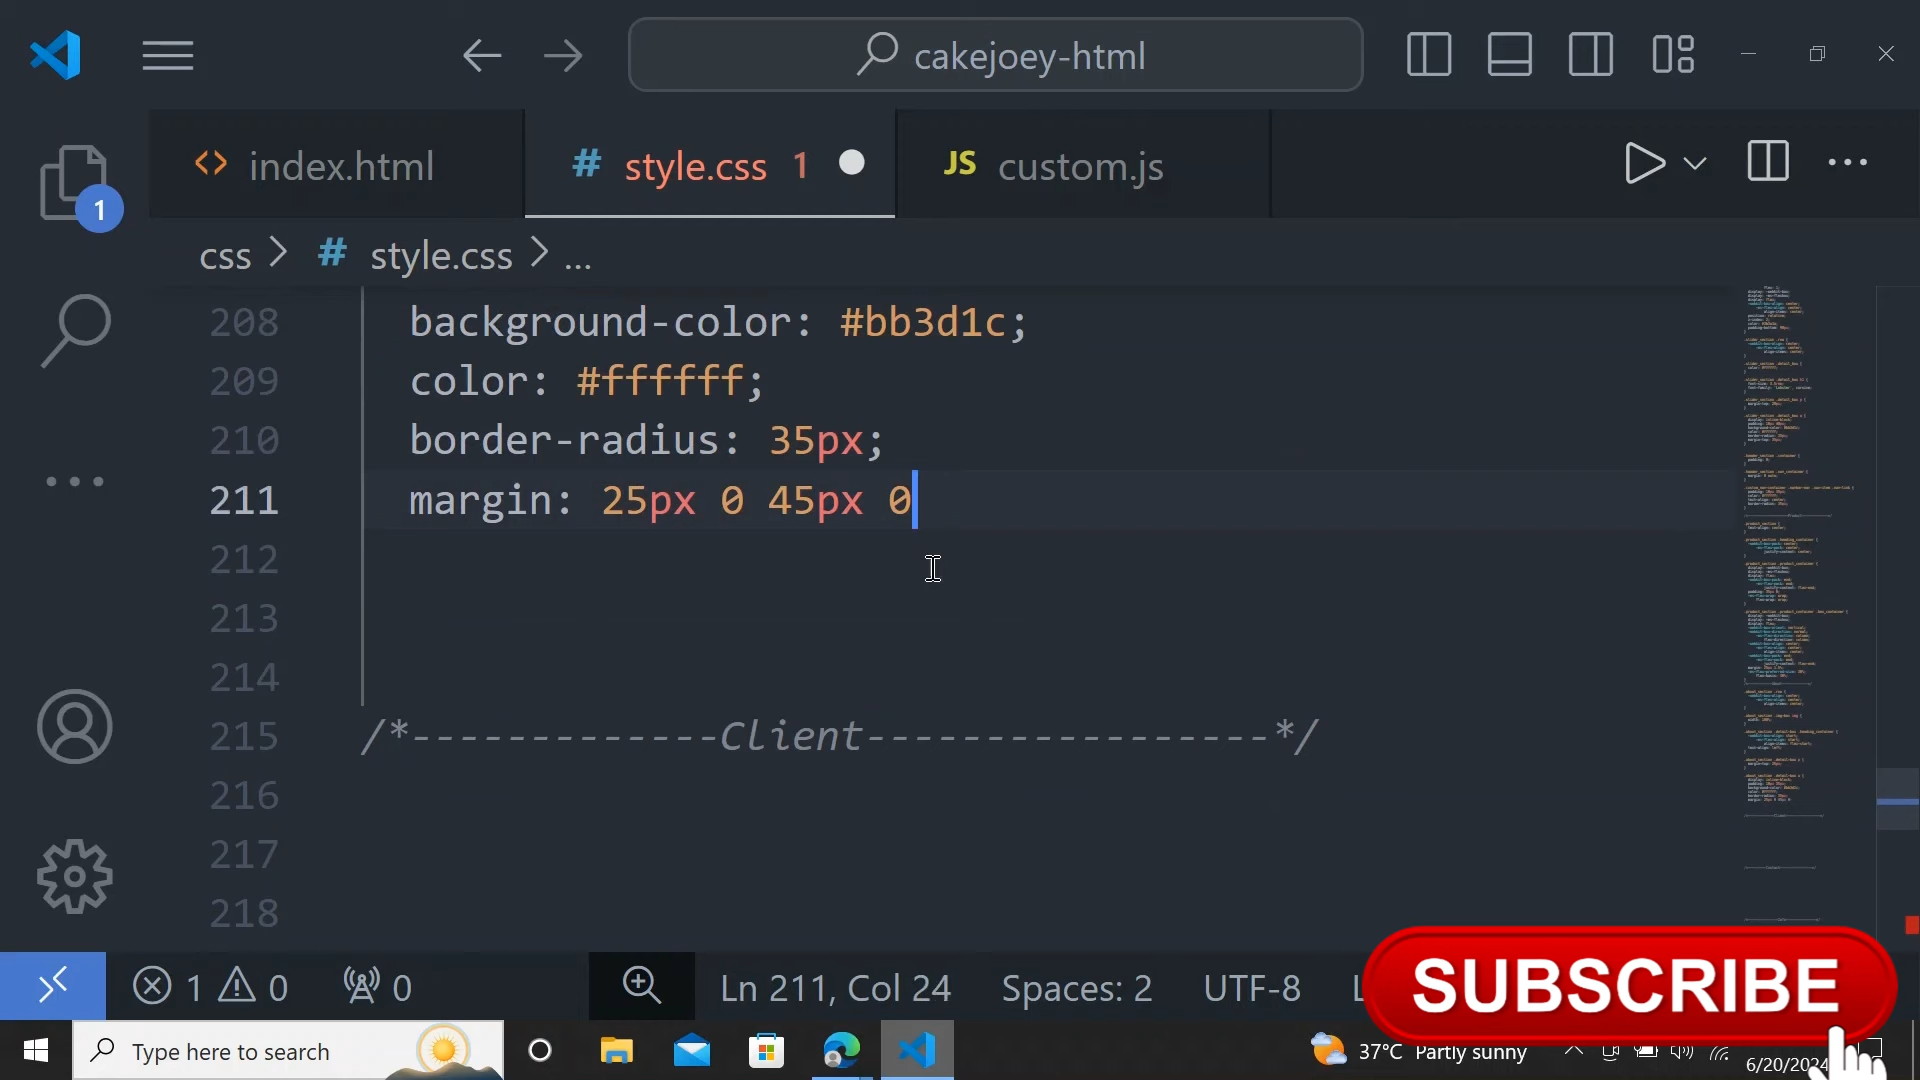 cakejoey-html
index.html
# style.css 1
JS custom.js
1
css > # style.css > ...
208 background-color: #bb3d1c;
209 color: #ffffff;
210 border-radius: 35px;
211 margin: 25px 0 45px 0
212
213
214
215 /*-------------Client-----------------*/
216
217
218
1 0 0
Ln 211, Col 24
Spaces: 2
UTF-8
L
SUBSCRIBE
Type here to search
37°C Partly sunny
6/20/2024